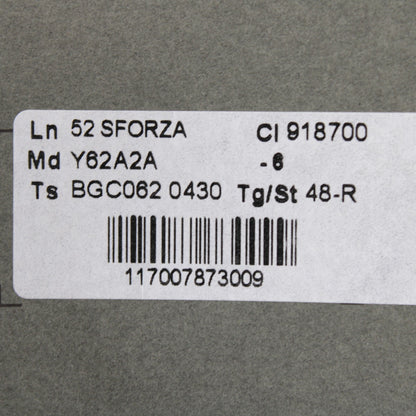 Ln 52 SFORZA Cl 918700
Md Y62A2A -6
Ts BGC062 0430 Tg/St 48-R
117007873009